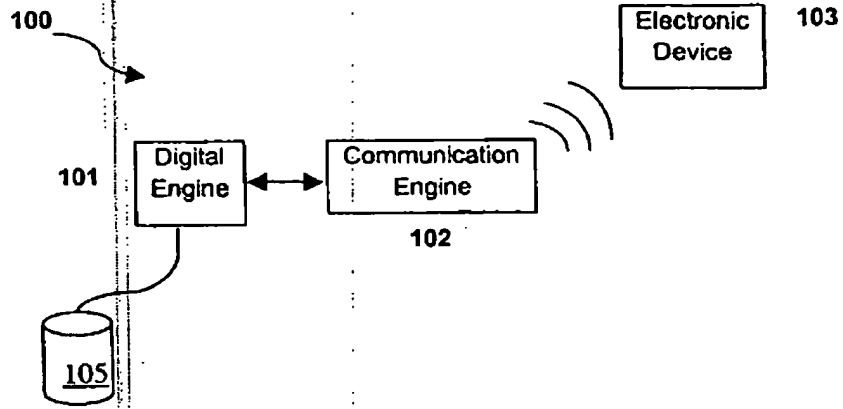 100
Electronic
Device
103
101
Digital
Engine
Communication
Engine
102
105